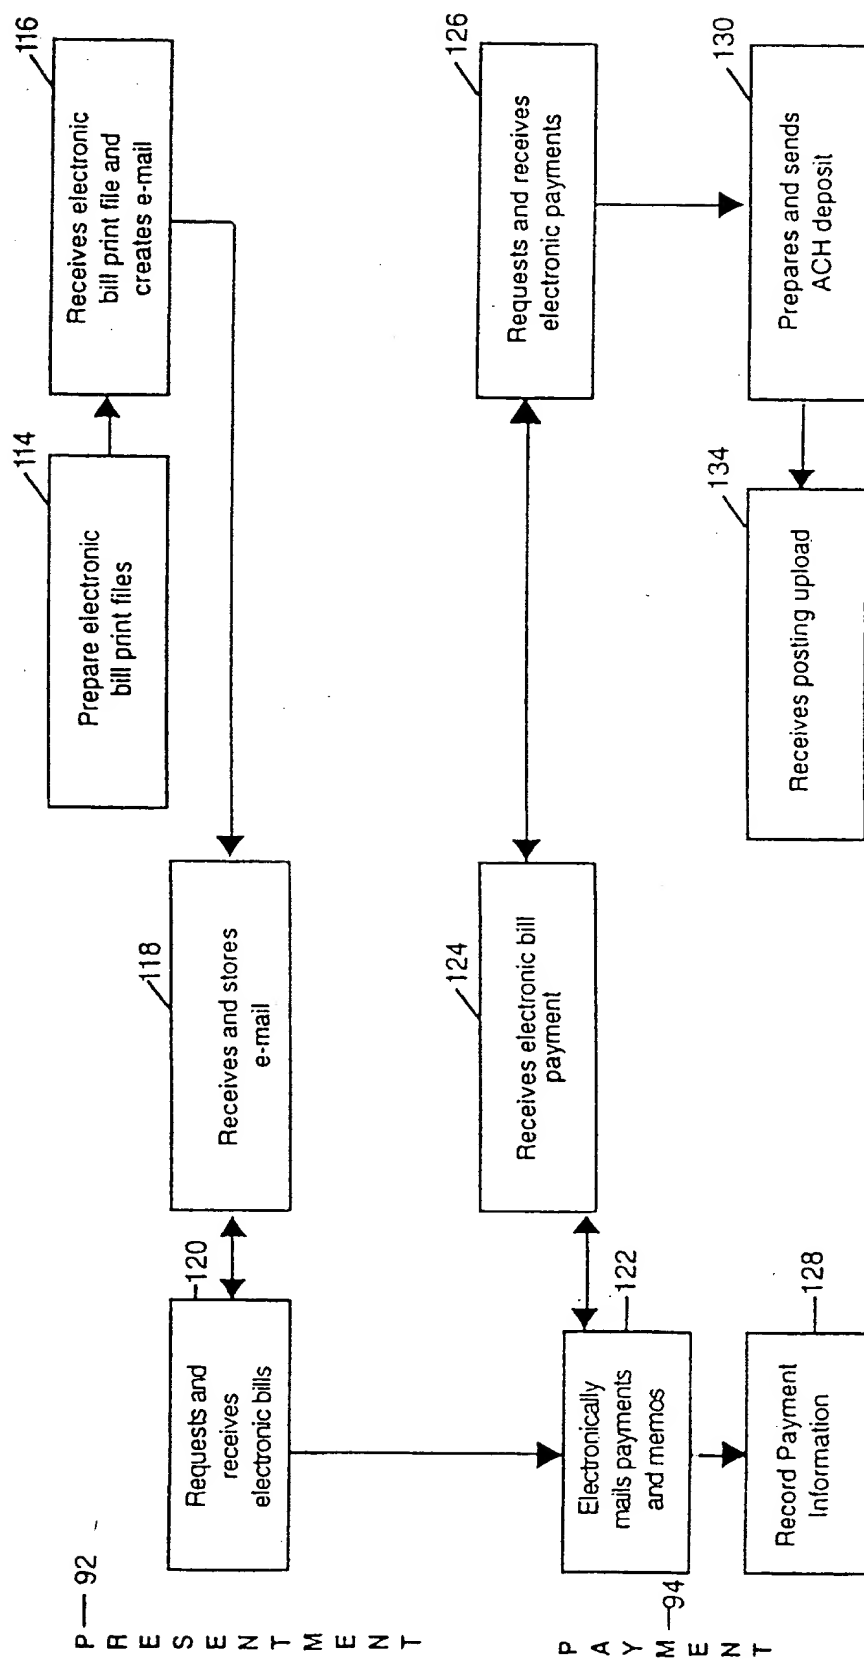 P — 92
R
E
S
E
N
T
M
E
N
T
120
Requests and
receives
electronic bills
118
Receives and stores
e-mail
114
Prepare electronic
bill print files
116
Receives electronic
bill print file and
creates e-mail
P
A
Y
M — 94
E
N
T
122
Electronically
mails payments
and memos
124
Receives electronic bill
payment
126
Requests and receives
electronic payments
128
Record Payment
Information
134
Receives posting upload
130
Prepares and sends
ACH deposit